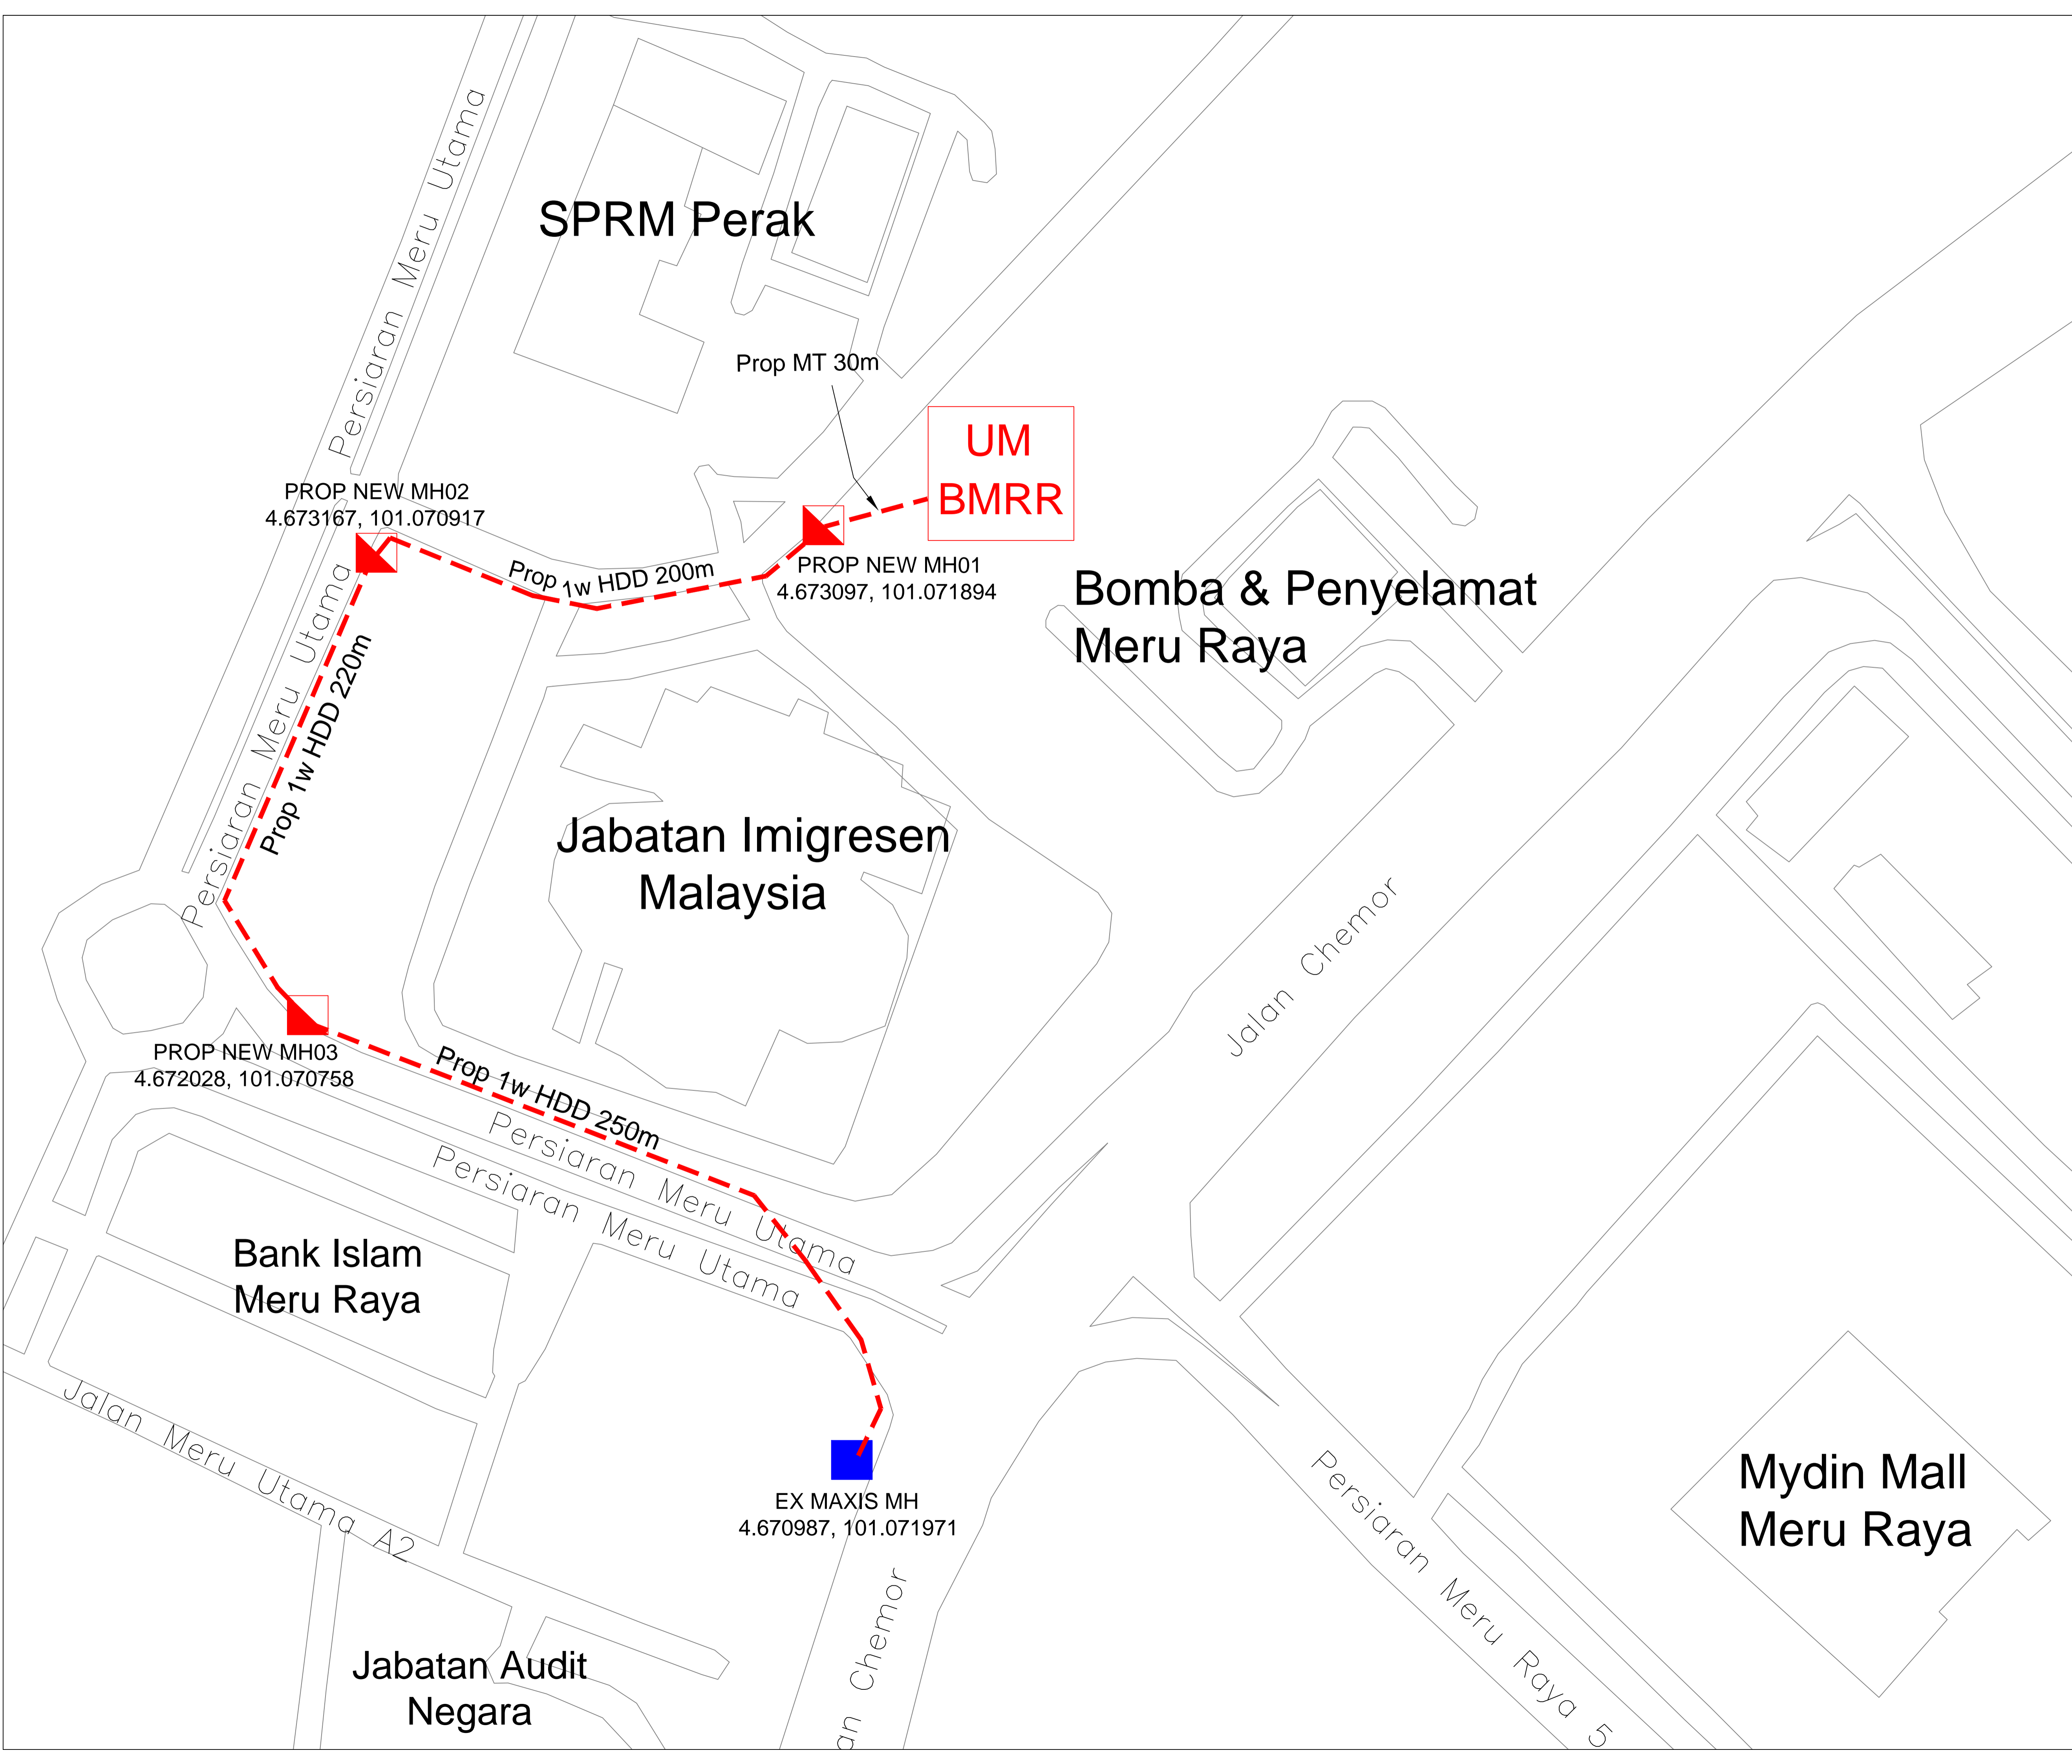 Persiaran Meru Utama
SPRM Perak
Prop MT 30m
UM
BMRR
PROP NEW MH02
4.673167, 101.070917
Prop 1w HDD 200m
PROP NEW MH01
4.673097, 101.071894
Bomba & Penyelamat
Meru Raya
Persiaran Meru Utama
Prop 1w HDD 220m
Jabatan Imigresen
Malaysia
Jalan Chemor
PROP NEW MH03
4.672028, 101.070758
Prop 1w HDD 250m
Persiaran Meru Utama
Persiaran Meru Utama
Bank Islam
Meru Raya
Jalan Meru Utama A2
EX MAXIS MH
4.670987, 101.071971
Mydin Mall
Meru Raya
Persiaran Meru Raya 5
Jabatan Audit
Negara
an Chemor